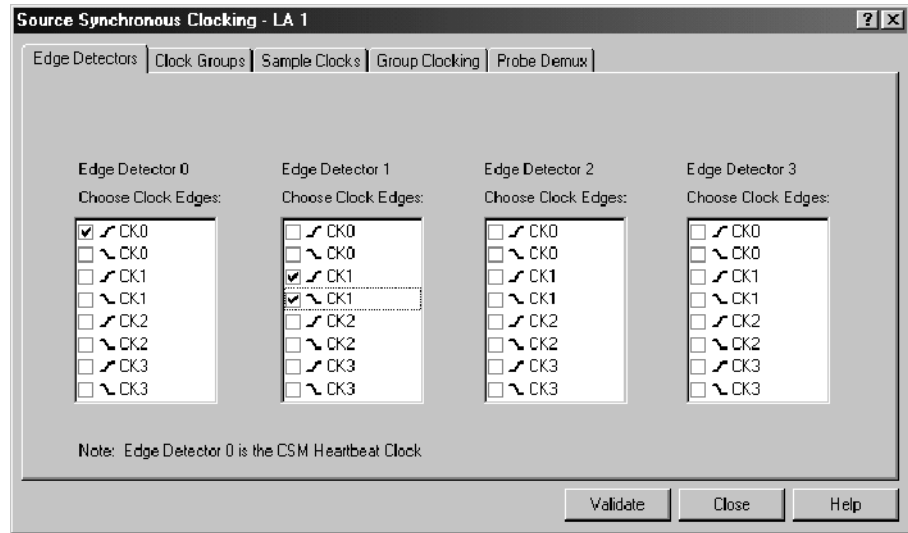 Source Synchronous Clocking - LA 1
Edge Detectors
Clock Groups
Sample Clocks
Group Clocking
Probe Demux
Edge Detector 0
Choose Clock Edges:
CK0
CK0
CK1
CK1
CK2
CK2
CK3
CK3
Edge Detector 1
Choose Clock Edges:
CK0
CK0
CK1
CK1
CK2
CK2
CK3
CK3
Edge Detector 2
Choose Clock Edges:
CK0
CK0
CK1
CK1
CK2
CK2
CK3
CK3
Edge Detector 3
Choose Clock Edges:
CK0
CK0
CK1
CK1
CK2
CK2
CK3
CK3
Note: Edge Detector 0 is the CSM Heartbeat Clock
Validate
Close
Help